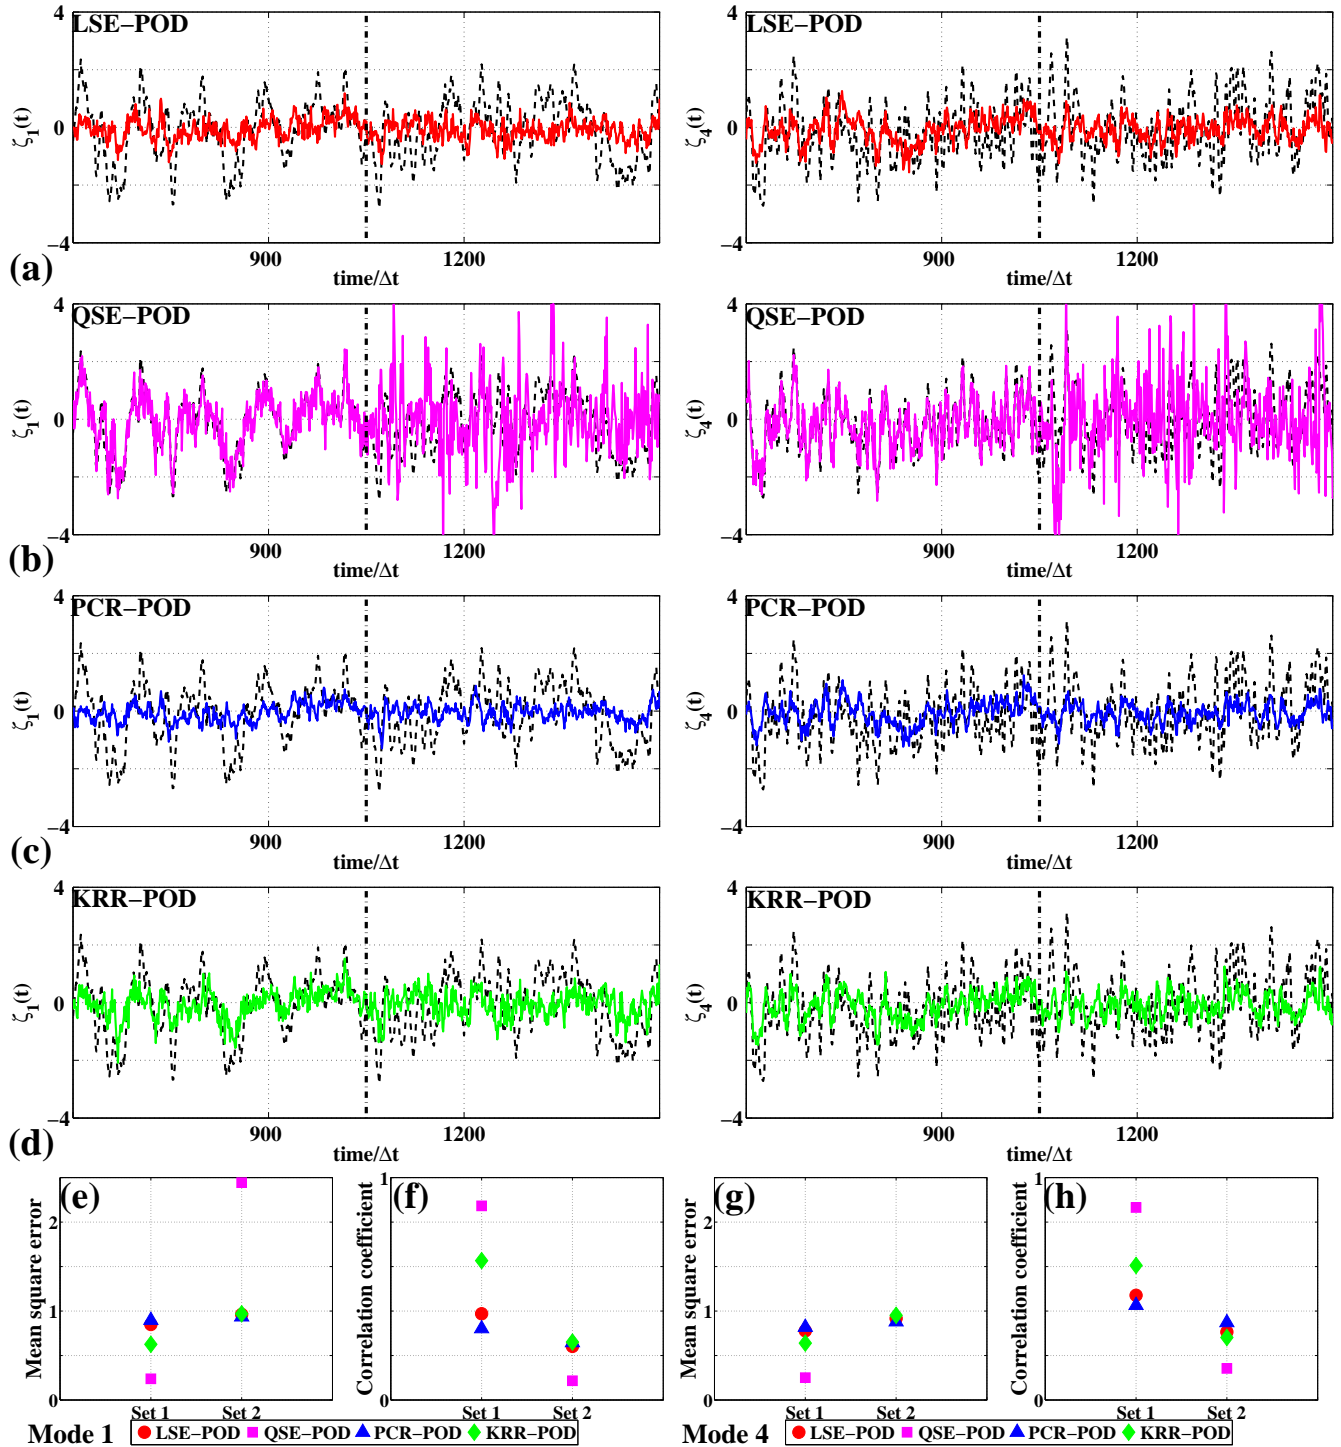 LSE−POD
4
0
−4
ζ1(t)
900
1200
time/Δt
(a)
LSE−POD
4
0
−4
ζ4(t)
900
1200
time/Δt
QSE−POD
4
0
−4
ζ1(t)
900
1200
time/Δt
(b)
QSE−POD
4
0
−4
ζ4(t)
900
1200
time/Δt
PCR−POD
4
0
−4
ζ1(t)
900
1200
time/Δt
(c)
PCR−POD
4
0
−4
ζ4(t)
900
1200
time/Δt
KRR−POD
4
0
−4
ζ1(t)
900
1200
time/Δt
(d)
KRR−POD
4
0
−4
ζ4(t)
900
1200
time/Δt
(e)
Mean square error
2
1
0
Set 1
Set 2
(f)
Correlation coefficient
1
0
Set 1
Set 2
(g)
Mean square error
2
1
0
Set 1
Set 2
(h)
Correlation coefficient
1
0
Set 1
Set 2
Mode 1
LSE−POD QSE−POD PCR−POD KRR−POD
Mode 4
LSE−POD QSE−POD PCR−POD KRR−POD